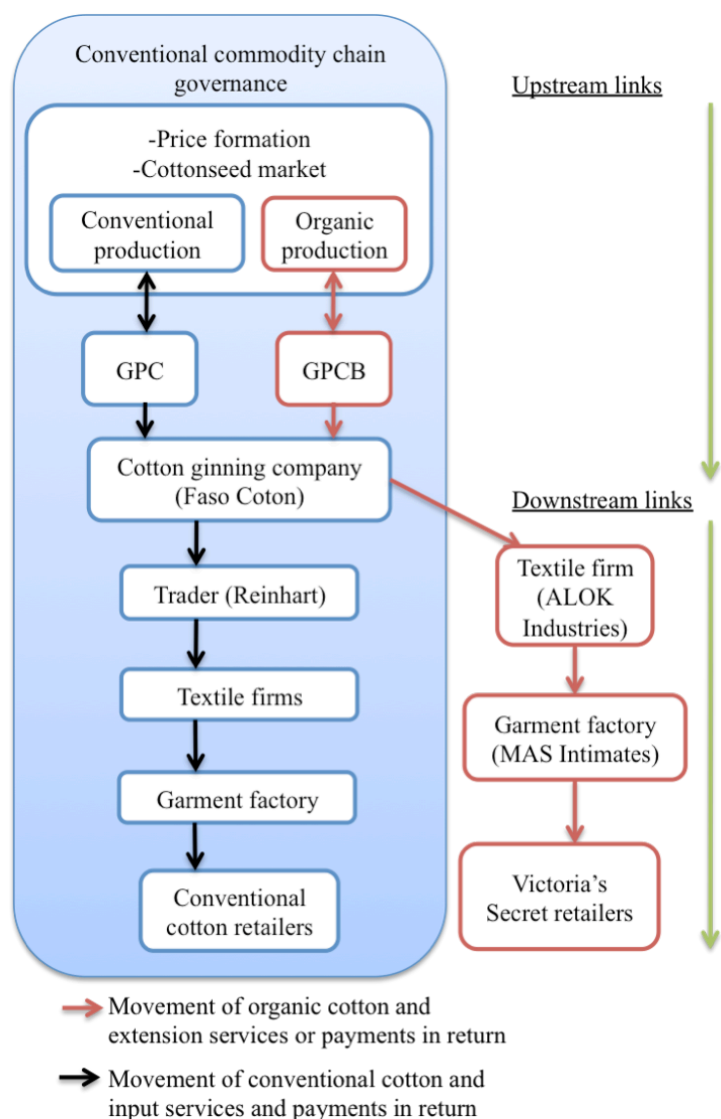 Conventional commodity chain
governance
Upstream links
-Price formation
-Cottonseed market
Conventional
production
Organic
production
GPC
GPCB
Cotton ginning company
(Faso Coton)
Downstream links
Trader (Reinhart)
Textile firm
(ALOK
Industries)
Textile firms
Garment factory
(MAS Intimates)
Garment factory
Conventional
cotton retailers
Victoria’s
Secret retailers
Movement of organic cotton and
extension services or payments in return
Movement of conventional cotton and
input services and payments in return